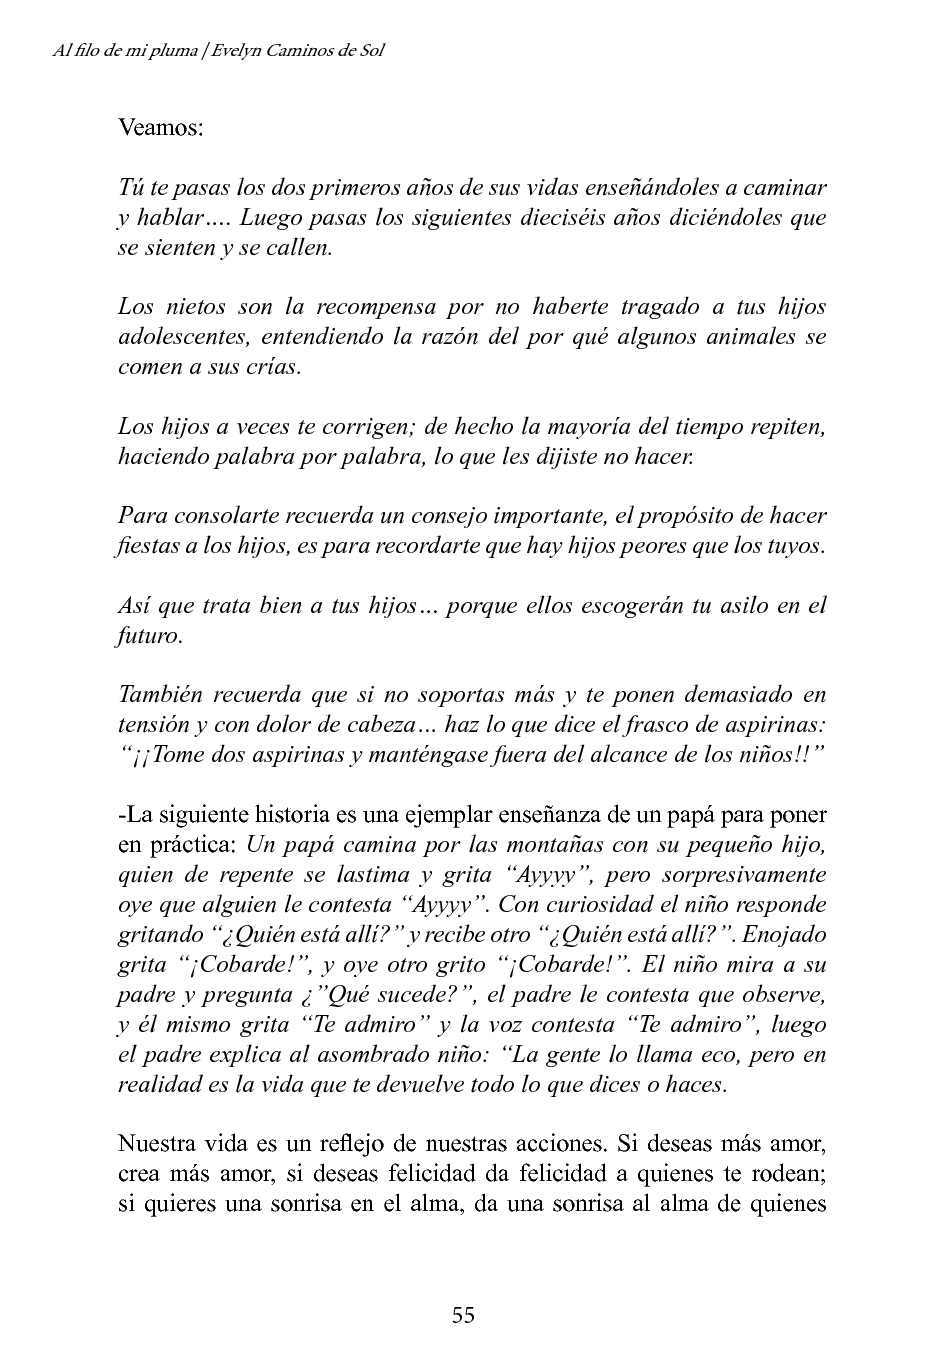 Al filo de mi pluma | Evelyn Caminos de Sol
Veamos:
Tú te pasas los dos primeros años de sus vidas enseñándoles a caminar
y hablar…. Luego pasas los siguientes dieciséis años diciéndoles que
se sienten y se callen.
Los nietos son la recompensa por no haberte tragado a tus hijos
adolescentes, entendiendo la razón del por qué algunos animales se
comen a sus crías.
Los hijos a veces te corrigen; de hecho la mayoría del tiempo repiten,
haciendo palabra por palabra, lo que les dijiste no hacer.
Para consolarte recuerda un consejo importante, el propósito de hacer
fiestas a los hijos, es para recordarte que hay hijos peores que los tuyos.
Así que trata bien a tus hijos… porque ellos escogerán tu asilo en el
futuro.
También recuerda que si no soportas más y te ponen demasiado en
tensión y con dolor de cabeza… haz lo que dice el frasco de aspirinas:
“¡¡Tome dos aspirinas y manténgase fuera del alcance de los niños!!”
-La siguiente historia es una ejemplar enseñanza de un papá para poner
en práctica: Un papá camina por las montañas con su pequeño hijo,
quien de repente se lastima y grita “Ayyyy”, pero sorpresivamente
oye que alguien le contesta “Ayyyy”. Con curiosidad el niño responde
gritando “¿Quién está allí?” y recibe otro “¿Quién está allí?”. Enojado
grita “¡Cobarde!”, y oye otro grito “¡Cobarde!”. El niño mira a su
padre y pregunta ¿”Qué sucede?”, el padre le contesta que observe,
y él mismo grita “Te admiro” y la voz contesta “Te admiro”, luego
el padre explica al asombrado niño: “La gente lo llama eco, pero en
realidad es la vida que te devuelve todo lo que dices o haces.
Nuestra vida es un reflejo de nuestras acciones. Si deseas más amor,
crea más amor, si deseas felicidad da felicidad a quienes te rodean;
si quieres una sonrisa en el alma, da una sonrisa al alma de quienes
55